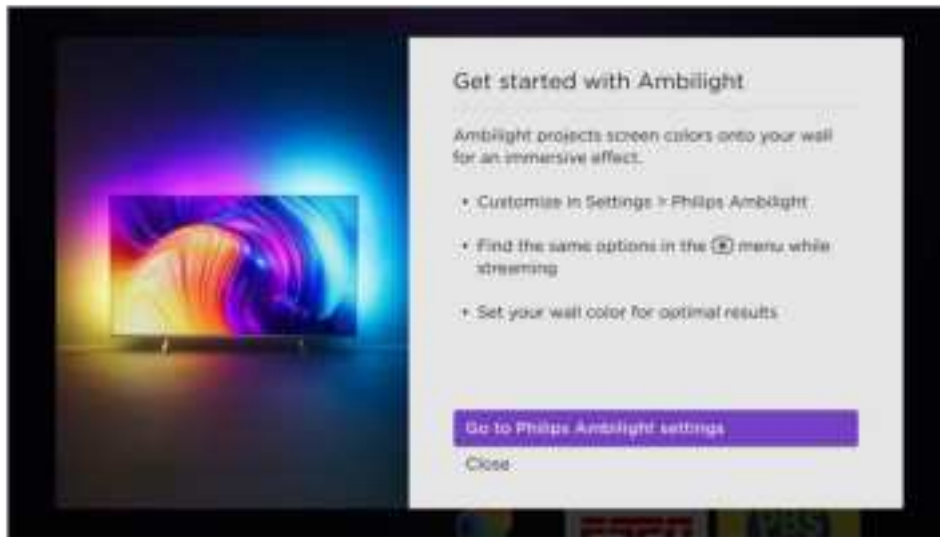 Get started with Ambilight
Ambilight projects screen colors onto your wall
for an immersive effect.
• Customize in Settings > Philips Ambilight
• Find the same options in the menu while
streaming
• Set your wall color for optimal results
Go to Philips Ambilight settings
Close
PBS